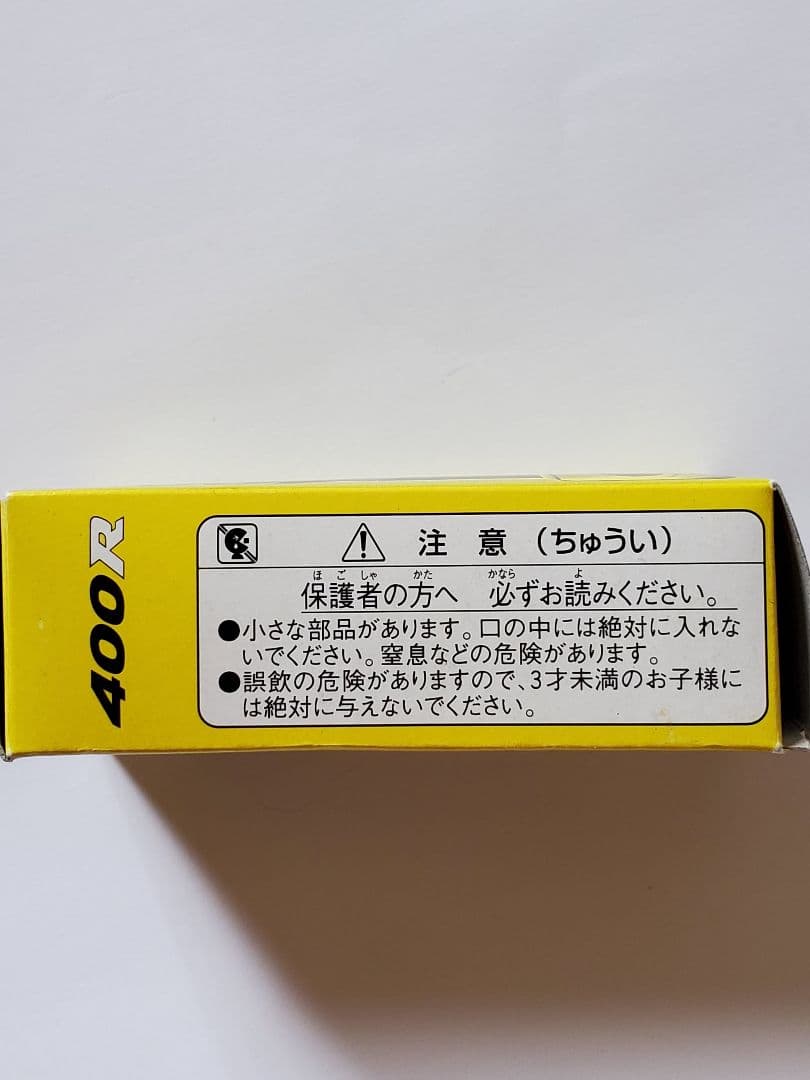 400R
⚠ 注意(ちゅうい)
ほごしゃ かた かなら よ
保護者の方へ 必ずお読みください。
●小さな部品があります。口の中には絶対に入れな
いでください。窒息などの危険があります。
●誤飲の危険がありますので、3才未満のお子様に
は絶対に与えないでください。